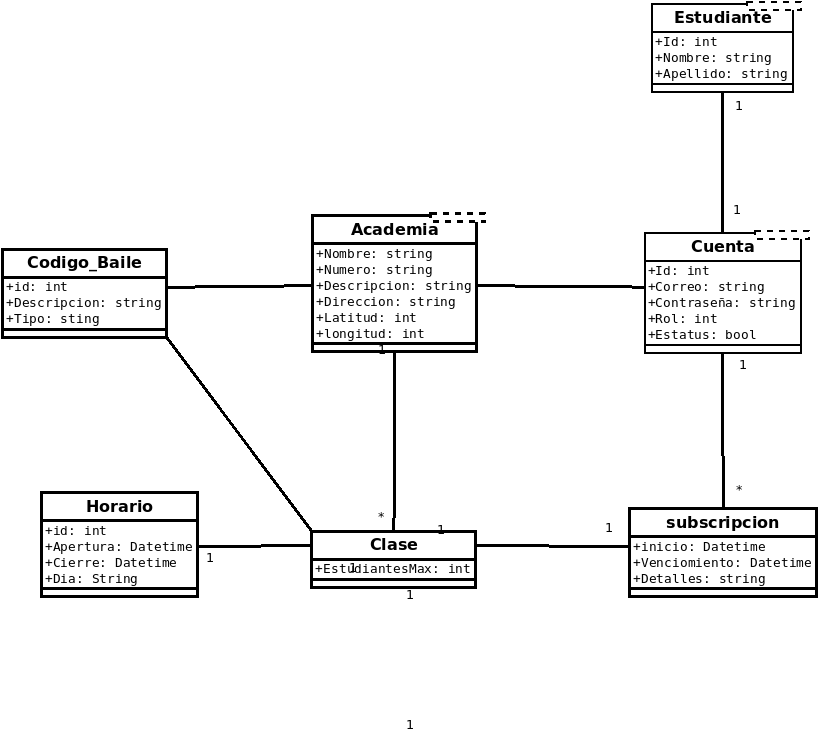 Estudiante
+Id: int
+Nombre: string
+Apellido: string
1
1
Academia
+Nombre: string
+Numero: string
+Descripcion: string
+Direccion: string
+Latitud: int
+longitud: int
1
Cuenta
+Id: int
+Correo: string
+Contraseña: string
+Rol: int
+Estatus: bool
1
Codigo_Baile
+id: int
+Descripcion: string
+Tipo: sting
Horario
+id: int
+Apertura: Datetime
+Cierre: Datetime
+Dia: String
1
*
1
Clase
+EstudiantesMax: int
1
1
*
1
subscripcion
+inicio: Datetime
+Venciomiento: Datetime
+Detalles: string
1